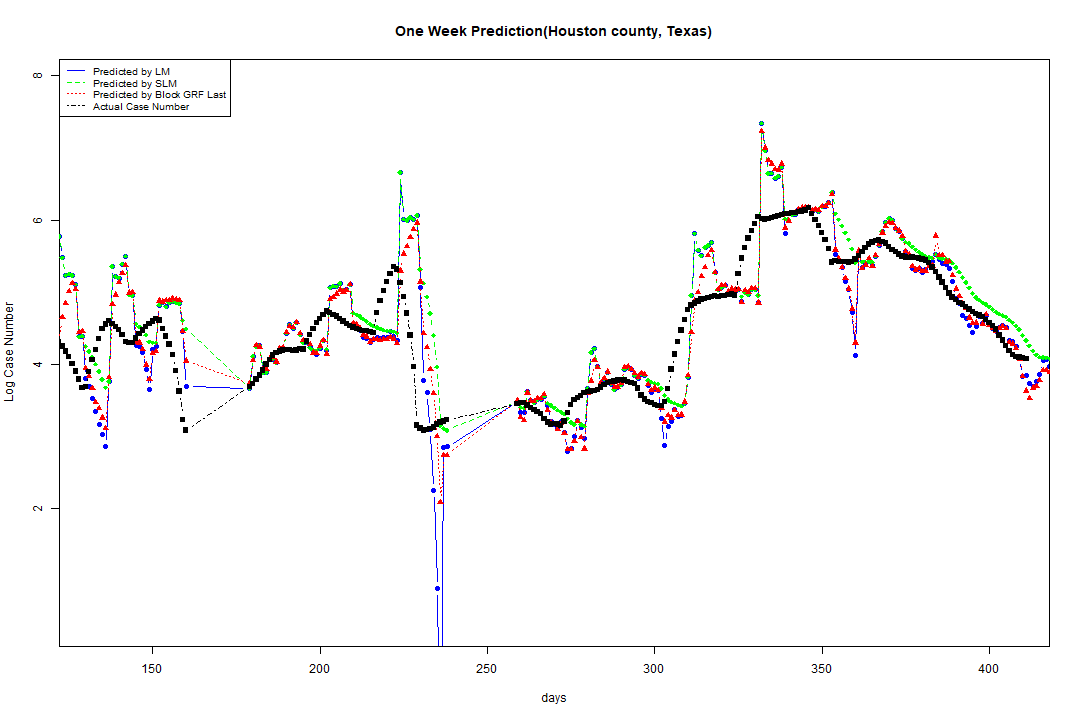 One Week Prediction(Houston county, Texas)
Predicted by LM
Predicted by SLM
Predicted by Block GRF Last
Actual Case Number
8
6
4
2
Log Case Number
150 200 250 300 350 400
days